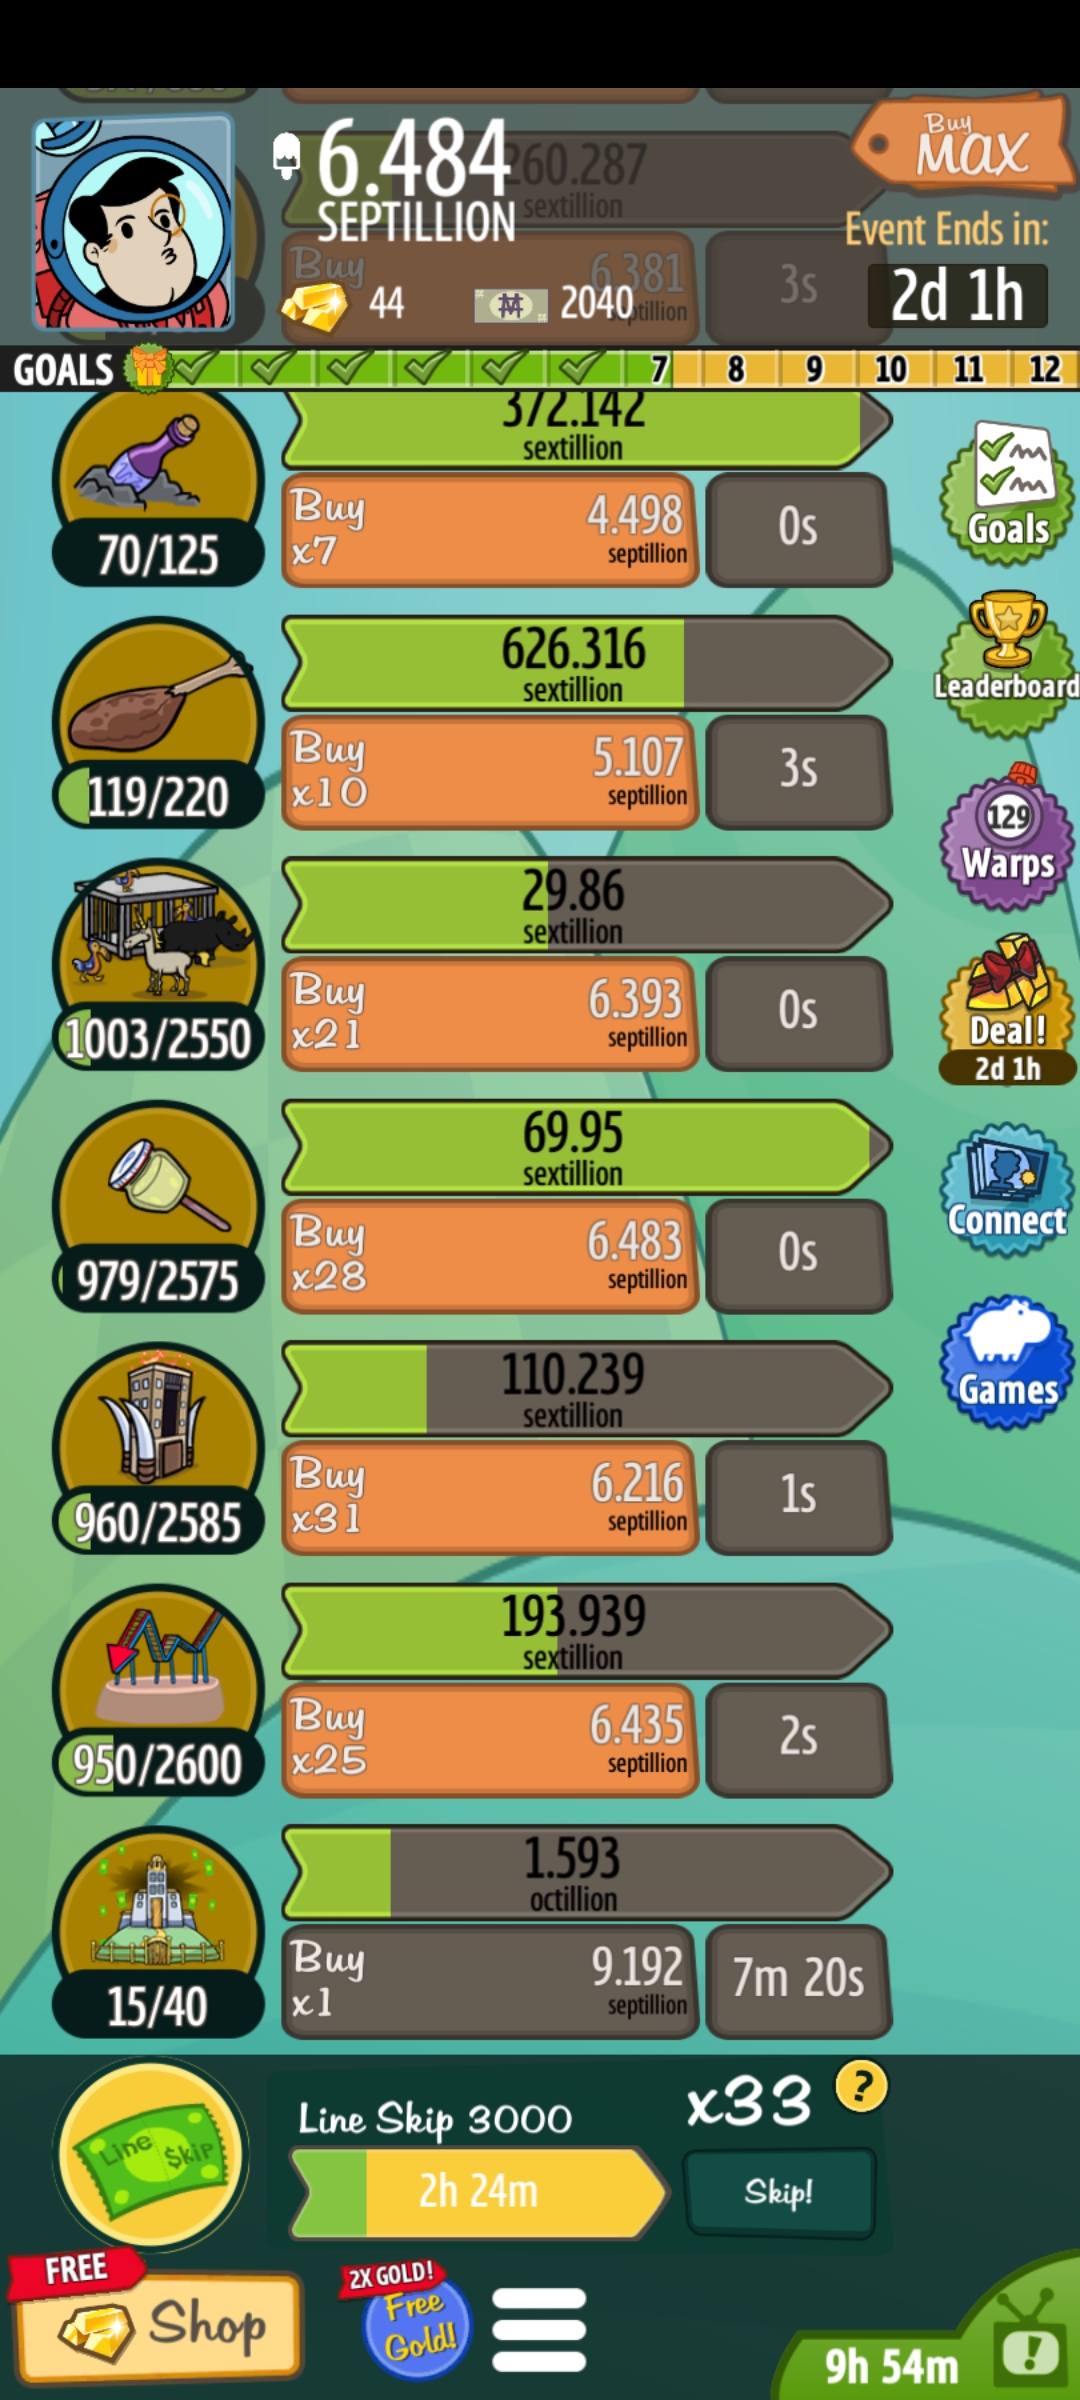 6.484
SEPTILLION
260.287
sextillion
Buy
MAX
Event Ends in:
2d 1h
Buy
6.381
3s
44
2040
GOALS
7
8
9
10
11
12
372.142
sextillion
Buy
x7
4.498
septillion
0s
70/125
Goals
626.316
sextillion
Leaderboard
Buy
x10
5.107
septillion
3s
119/220
129
Warps
29.86
sextillion
Buy
x21
6.393
septillion
0s
1003/2550
Deal!
2d 1h
69.95
sextillion
Connect
Buy
x28
6.483
septillion
0s
979/2575
110.239
sextillion
Games
Buy
x31
6.216
septillion
1s
960/2585
193.939
sextillion
Buy
x25
6.435
septillion
2s
950/2600
1.593
octillion
Buy
x1
9.192
septillion
7m 20s
15/40
Line $kip
Line Skip 3000
x33
?
2h 24m
Skip!
FREE
Shop
2X GOLD!
Free
Gold!
9h 54m
!